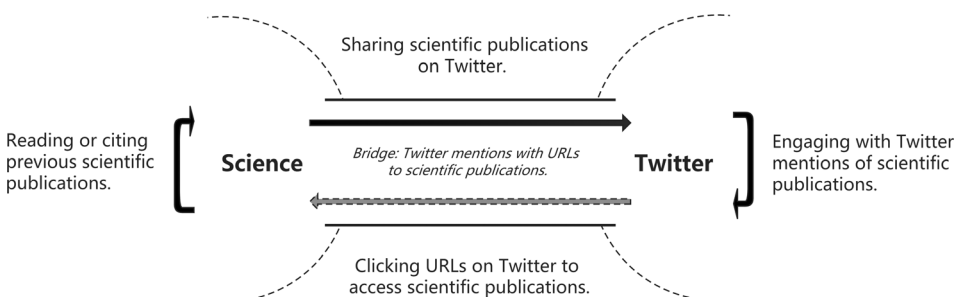 Sharing scientific publications
on Twitter.
Reading or citing
previous scientific
publications.
Science
Bridge: Twitter mentions with URLs
to scientific publications.
Twitter
Engaging with Twitter
mentions of scientific
publications.
Clicking URLs on Twitter to
access scientific publications.